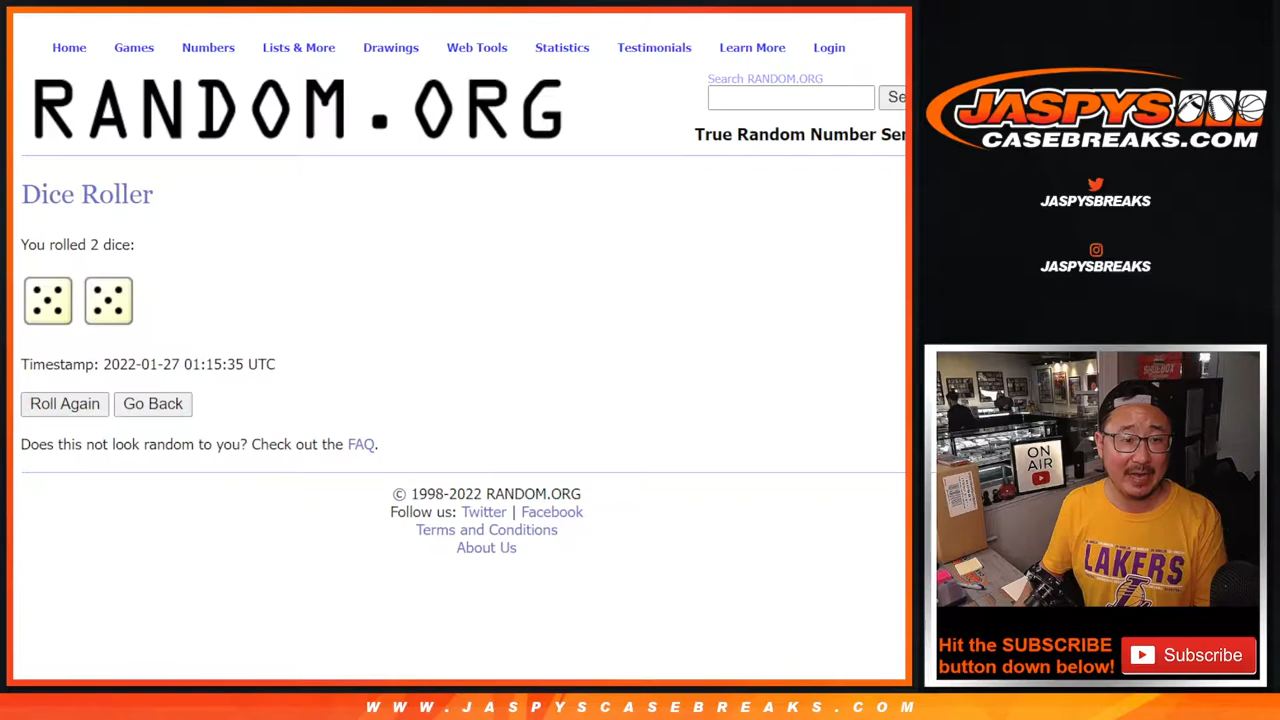 Home Games Numbers Lists & More Drawings Web Tools Statistics Testimonials Learn More Login
RANDOM.ORG
Search RANDOM.ORG
Se
True Random Number Ser
Dice Roller
You rolled 2 dice:
Timestamp: 2022-01-27 01:15:35 UTC
Roll Again Go Back
Does this not look random to you? Check out the FAQ.
© 1998-2022 RANDOM.ORG
Follow us: Twitter | Facebook
Terms and Conditions
About Us
JASPYS
CASEBREAKS.COM
JASPYSBREAKS
JASPYSBREAKS
SHOEBOX
ON
AIR
LAKERS
Hit the SUBSCRIBE
button down below!
Subscribe
WWW.JASPYSCASEBREAKS.COM